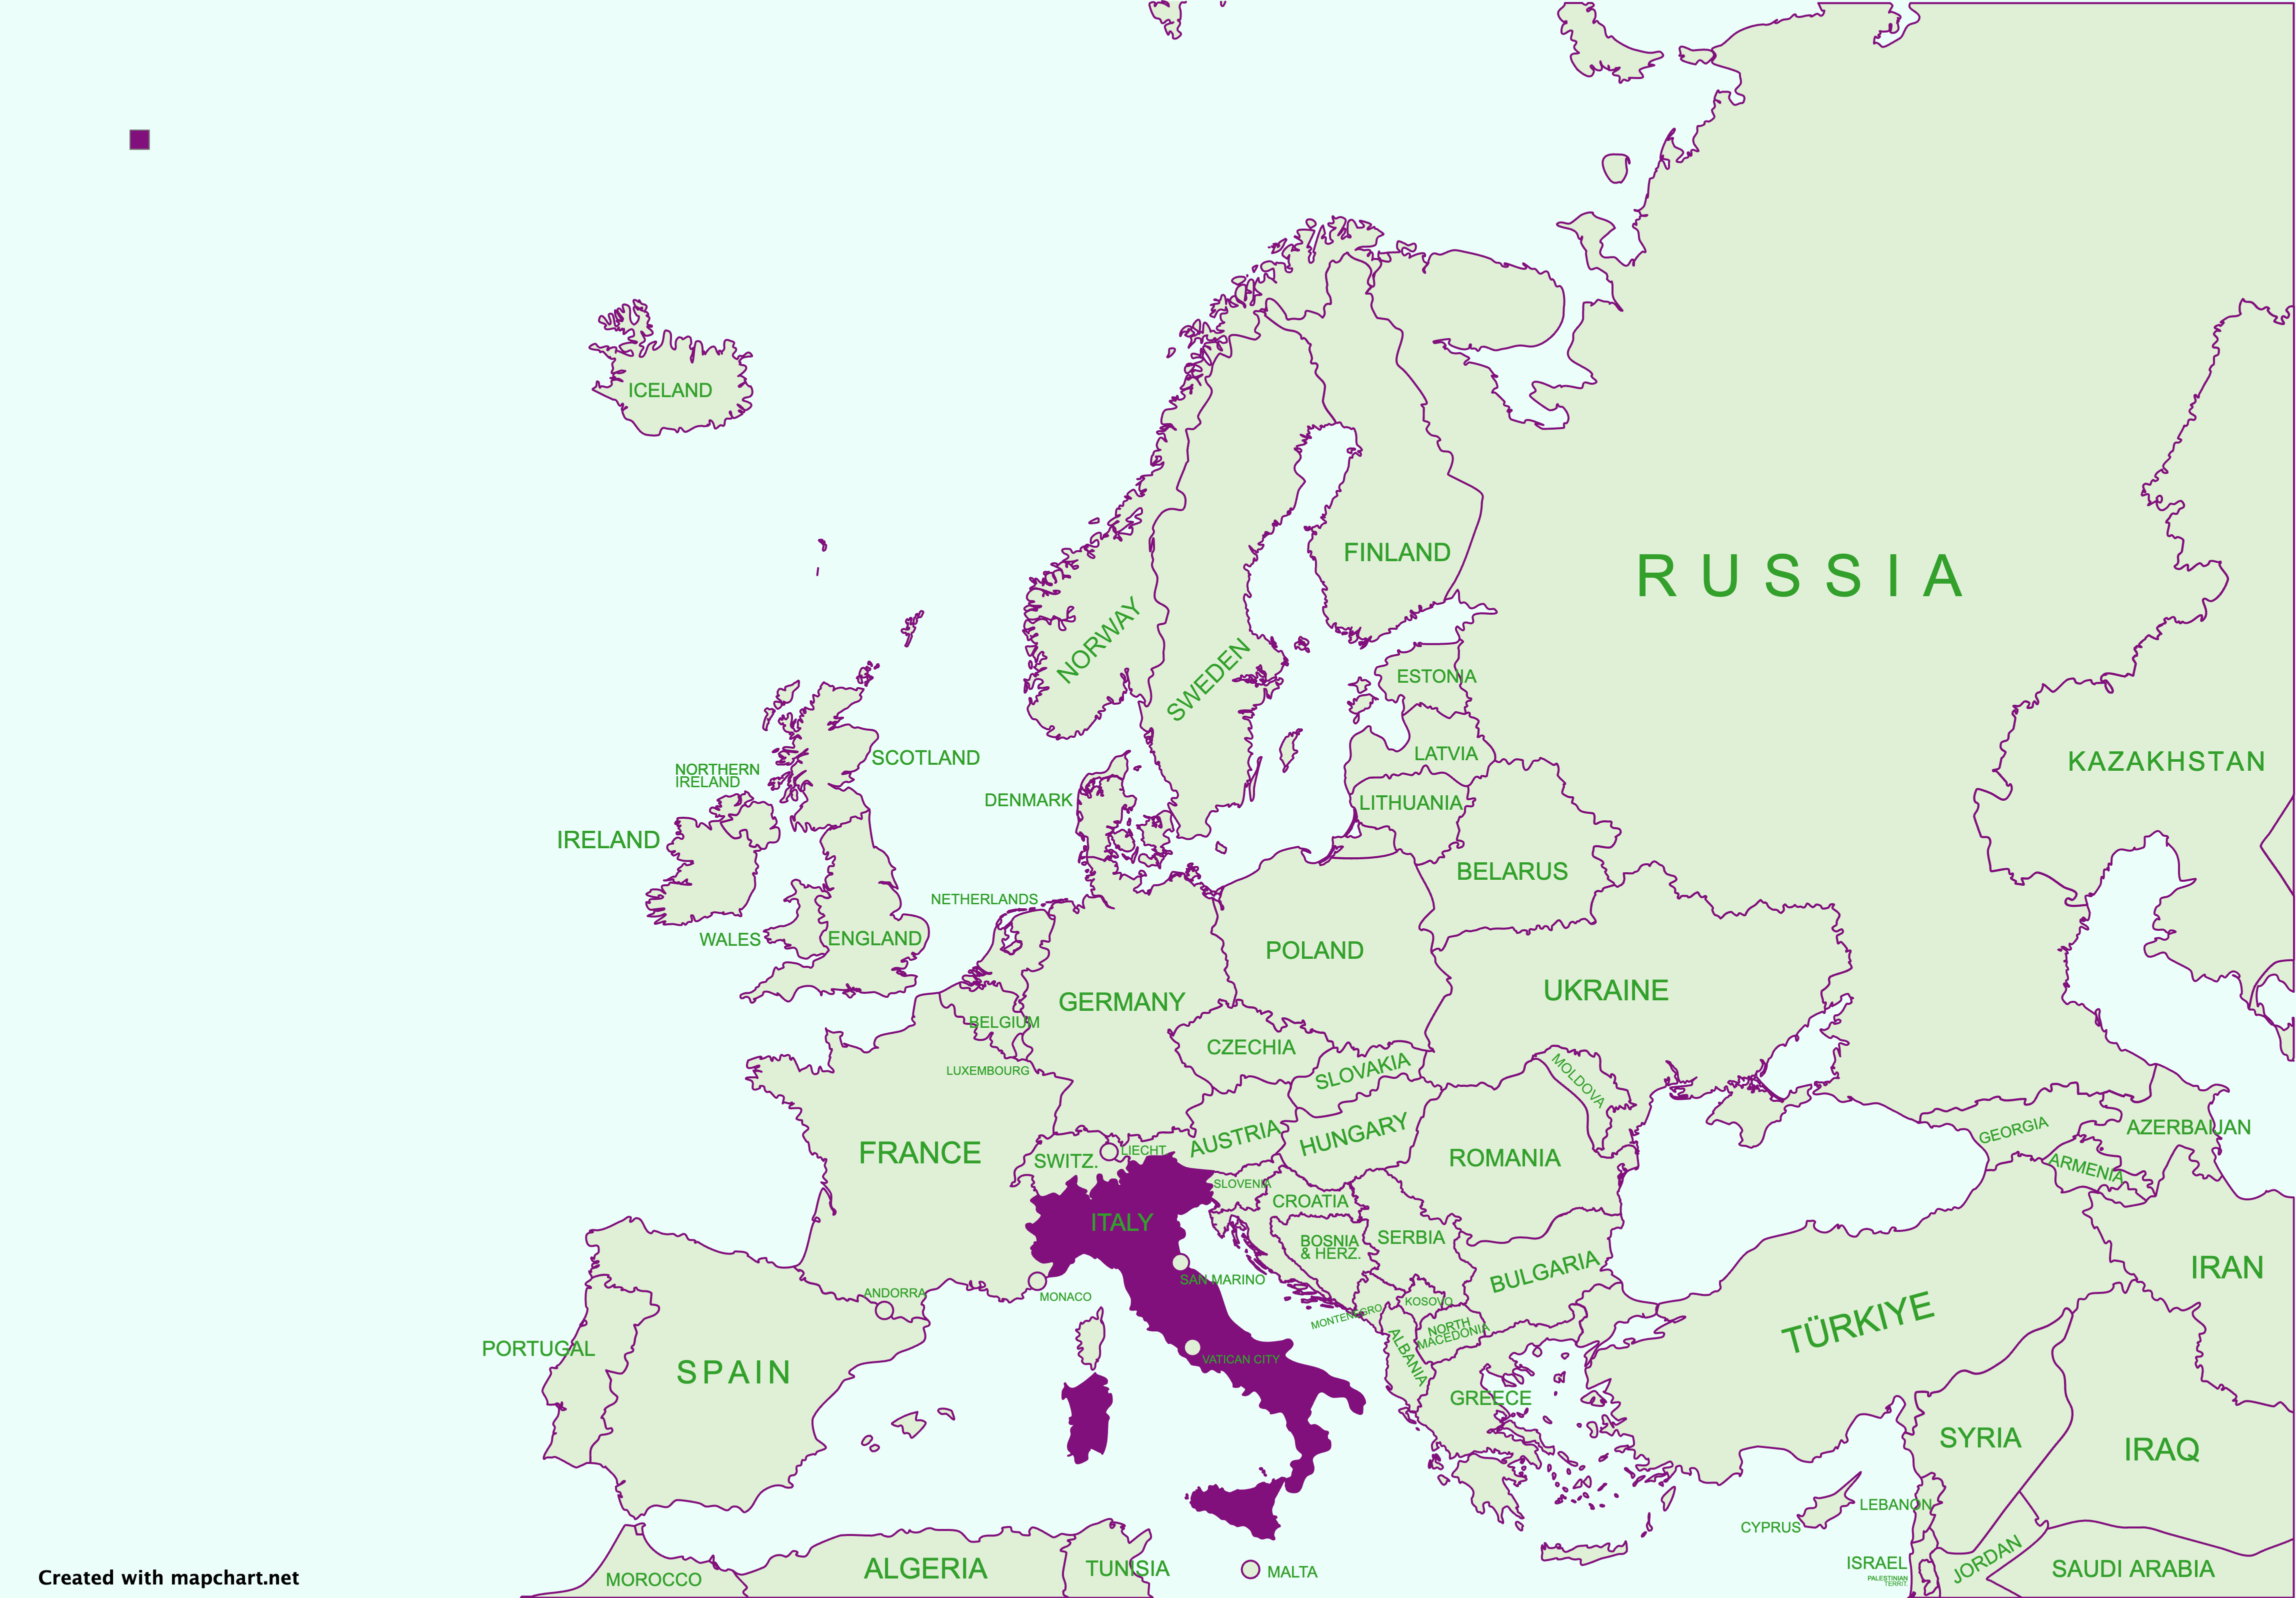 ICELAND
FINLAND
RUSSIA
NORWAY
SWEDEN
ESTONIA
SCOTLAND
LATVIA
KAZAKHSTAN
NORTHERN
IRELAND
DENMARK
LITHUANIA
IRELAND
BELARUS
NETHERLANDS
WALES
ENGLAND
POLAND
GERMANY
UKRAINE
BELGIUM
CZECHIA
LUXEMBOURG
SLOVAKIA
MOLDOVA
FRANCE
SWITZ.
LIECHT.
AUSTRIA
HUNGARY
ROMANIA
GEORGIA
AZERBAIJAN
ARMENIA
SLOVENIA
CROATIA
ITALY
BOSNIA
& HERZ.
SERBIA
SAN MARINO
BULGARIA
IRAN
ANDORRA
MONACO
MONTENEGRO
KOSOVO
NORTH
MACEDONIA
ALBANIA
TÜRKIYE
PORTUGAL
SPAIN
VATICAN CITY
GREECE
SYRIA
IRAQ
LEBANON
CYPRUS
ISRAEL
PALESTINIAN
TERRIT.
JORDAN
SAUDI ARABIA
MOROCCO
ALGERIA
TUNISIA
MALTA
Created with mapchart.net